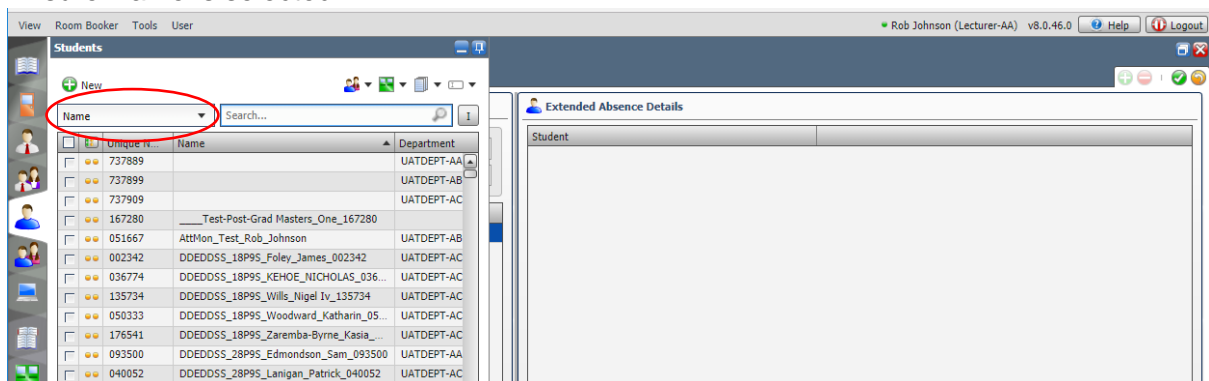 View Room Booker Tools User Rob Johnson (Lecturer-AA) v8.0.46.0 Help Logout
Students
New
Name Search... I
Extended Absence Details
Unique N... Name Department
Student
737889 UATDEPT-AA
737899 UATDEPT-AB
737909 UATDEPT-AC
167280 ____Test-Post-Grad Masters_One_167280
051667 AttMon_Test_Rob_Johnson UATDEPT-AB
002342 DDEDDSS_18P9S_Foley_James_002342 UATDEPT-AC
036774 DDEDDSS_18P9S_KEHOE_NICHOLAS_036... UATDEPT-AC
135734 DDEDDSS_18P9S_Wills_Nigel Iv_135734 UATDEPT-AC
050333 DDEDDSS_18P9S_Woodward_Katharin_05... UATDEPT-AC
176541 DDEDDSS_18P9S_Zaremba-Byrne_Kasia_... UATDEPT-AC
093500 DDEDDSS_28P9S_Edmondson_Sam_093500 UATDEPT-AA
040052 DDEDDSS_28P9S_Lanigan_Patrick_040052 UATDEPT-AC